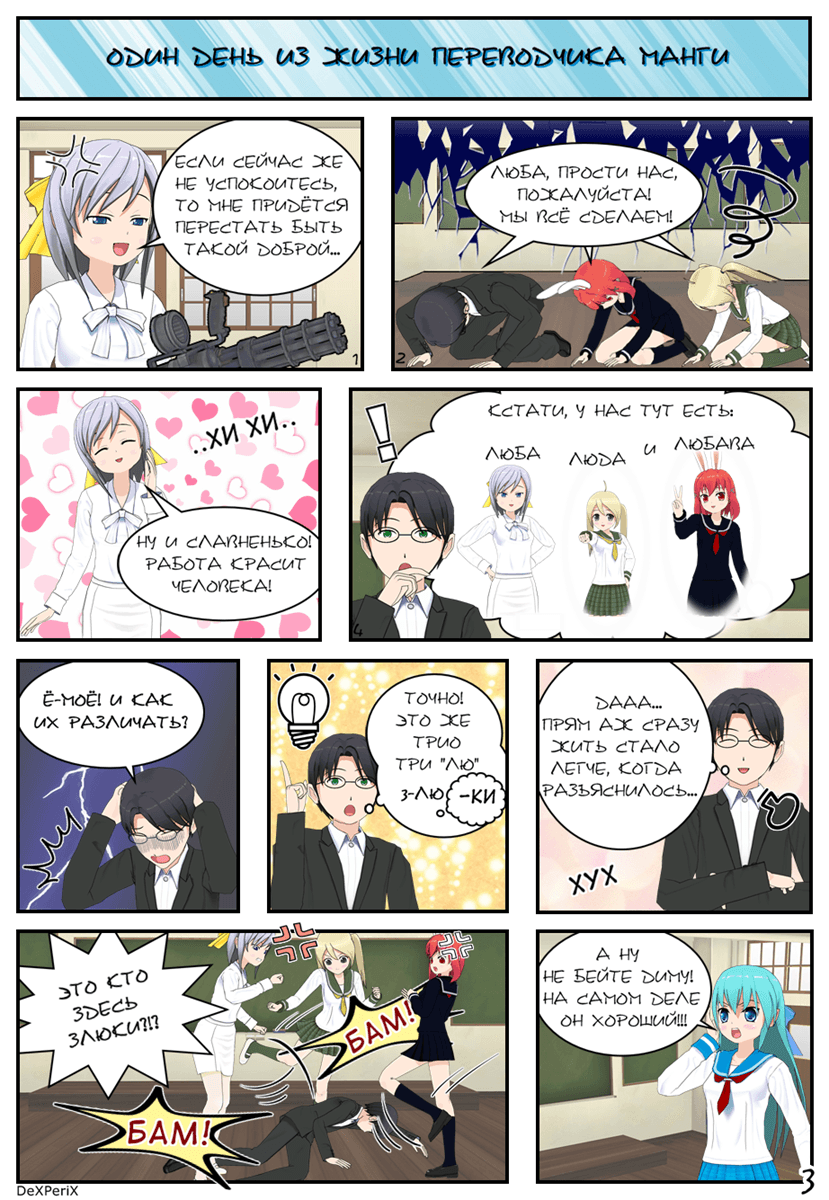 ОДИН ДЕНЬ ИЗ ЖИЗНИ ПЕРЕВОДЧИКА МАНГИ
ЕСЛИ СЕЙЧАС ЖЕ
НЕ УСПОКОИТЕСЬ,
ТО МНЕ ПРИДЁТСЯ
ПЕРЕСТАТЬ БЫТЬ
ТАКОЙ ДОБРОЙ...
1
ЛЮБА, ПРОСТИ НАС,
ПОЖАЛУЙСТА!
МЫ ВСЁ СДЕЛАЕМ!
2
..ХИ ХИ..
НУ И СЛАВНЕНЬКО!
РАБОТА КРАСИТ
ЧЕЛОВЕКА!
!
КСТАТИ, У НАС ТУТ ЕСТЬ:
ЛЮБА
ЛЮДА
И
ЛЮБАВА
4
Ё-МОЁ! И КАК
ИХ РАЗЛИЧАТЬ?
ТОЧНО!
ЭТО ЖЕ
ТРИО
ТРИ "ЛЮ"
З-ЛЮ
-КИ
ДААА...
ПРЯМ АЖ СРАЗУ
ЖИТЬ СТАЛО
ЛЕГЧЕ, КОГДА
РАЗЪЯСНИЛОСЬ...
ХУХ
ЭТО КТО
ЗДЕСЬ
ЗЛЮКИ?!?
БАМ!
БАМ!
А НУ
НЕ БЕЙТЕ ДИМУ!
НА САМОМ ДЕЛЕ
ОН ХОРОШИЙ!!!
3
DeXPeriX